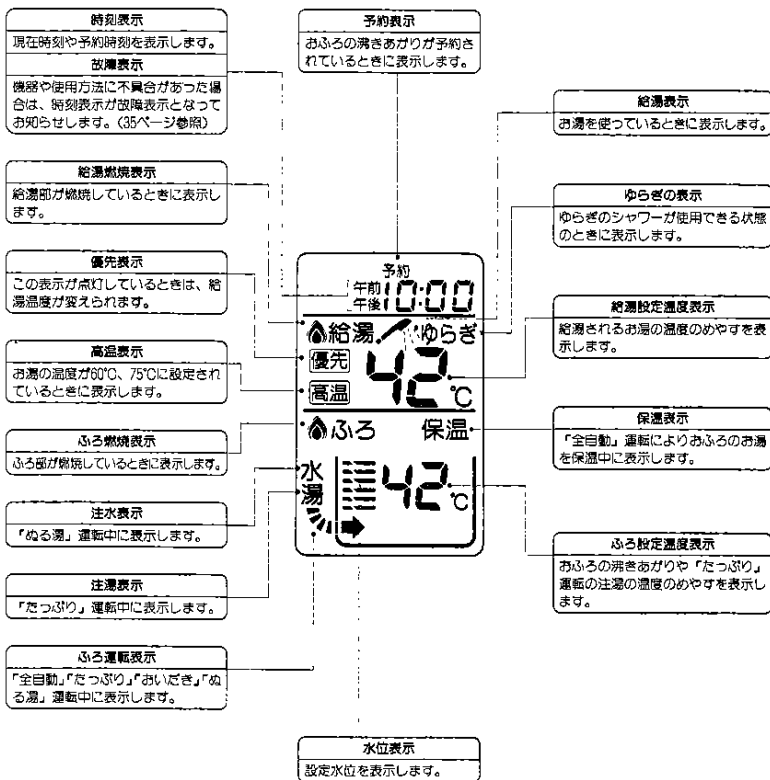 時刻表示
現在時刻や予約時刻を表示します。
故障表示
機器や使用方法に不具合があった場
合は、時刻表示が故障表示となって
お知らせします。(35ページ参照)
給湯燃焼表示
給湯部が燃焼しているときに表示し
ます。
優先表示
この表示が点灯しているときは、給
湯温度が変えられます。
高温表示
お湯の温度が60℃、75℃に設定され
ているときに表示します。
ふろ燃焼表示
ふろ部が燃焼しているときに表示します。
注水表示
「ぬる湯」運転中に表示します。
注湯表示
「たっぷり」運転中に表示します。
ふろ運転表示
「全自動」「たっぷり」「おいだき」「ぬ
る湯」運転中に表示します。
予約表示
おふろの沸きあがりが予約さ
れているときに表示します。
予約
午前
午後
10:00
給湯
ゆらぎ
優先
高温
42
℃
ふろ
保温
水
湯
42
℃
水位表示
設定水位を表示します。
給湯表示
お湯を使っているときに表示します。
ゆらぎの表示
ゆらぎのシャワーが使用できる状態
のときに表示します。
給湯設定温度表示
給湯されるお湯の温度のめやすを表
示します。
保温表示
「全自動」運転によりおふろのお湯
を保温中に表示します。
ふろ設定温度表示
おふろの沸きあがりや「たっぷり」
運転の注湯の温度のめやすを表示し
ます。